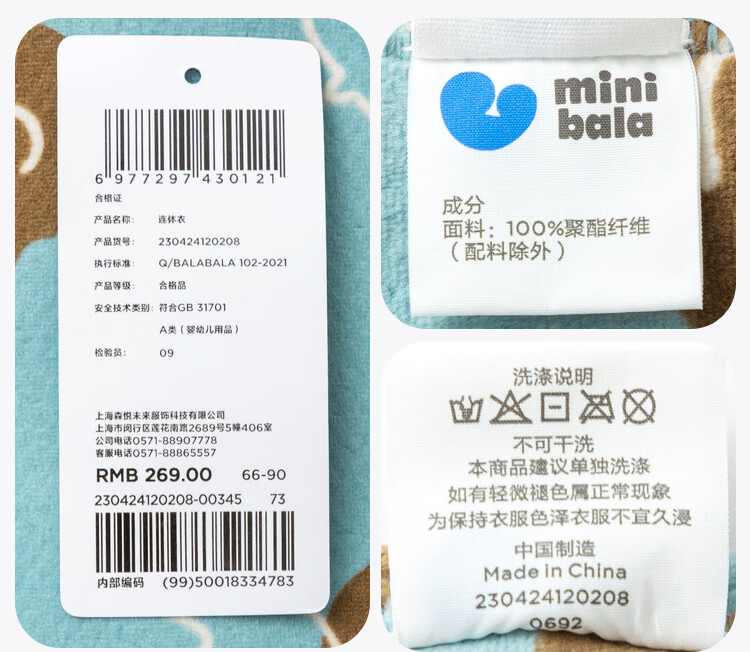 6 977297 430121
合格证
产品名称: 连体衣
产品货号: 230424120208
执行标准: Q/BALABALA 102-2021
产品等级: 合格品
安全技术类别: 符合GB 31701
A类 (婴幼儿用品)
检验员: 09
上海森悦未来服饰科技有限公司
上海市闵行区莲花南路2689号5幢406室
公司电话0571-88907778
客服电话0571-88865557
RMB 269.00 66-90
230424120208-00345 73
内部编码 (99)50018334783
mini
bala
成分
面料: 100%聚酯纤维
(配料除外)
洗涤说明
不可干洗
本商品建议单独洗涤
如有轻微褪色属正常现象
为保持衣服色泽衣服不宜久浸
中国制造
Made in China
230424120208
0692